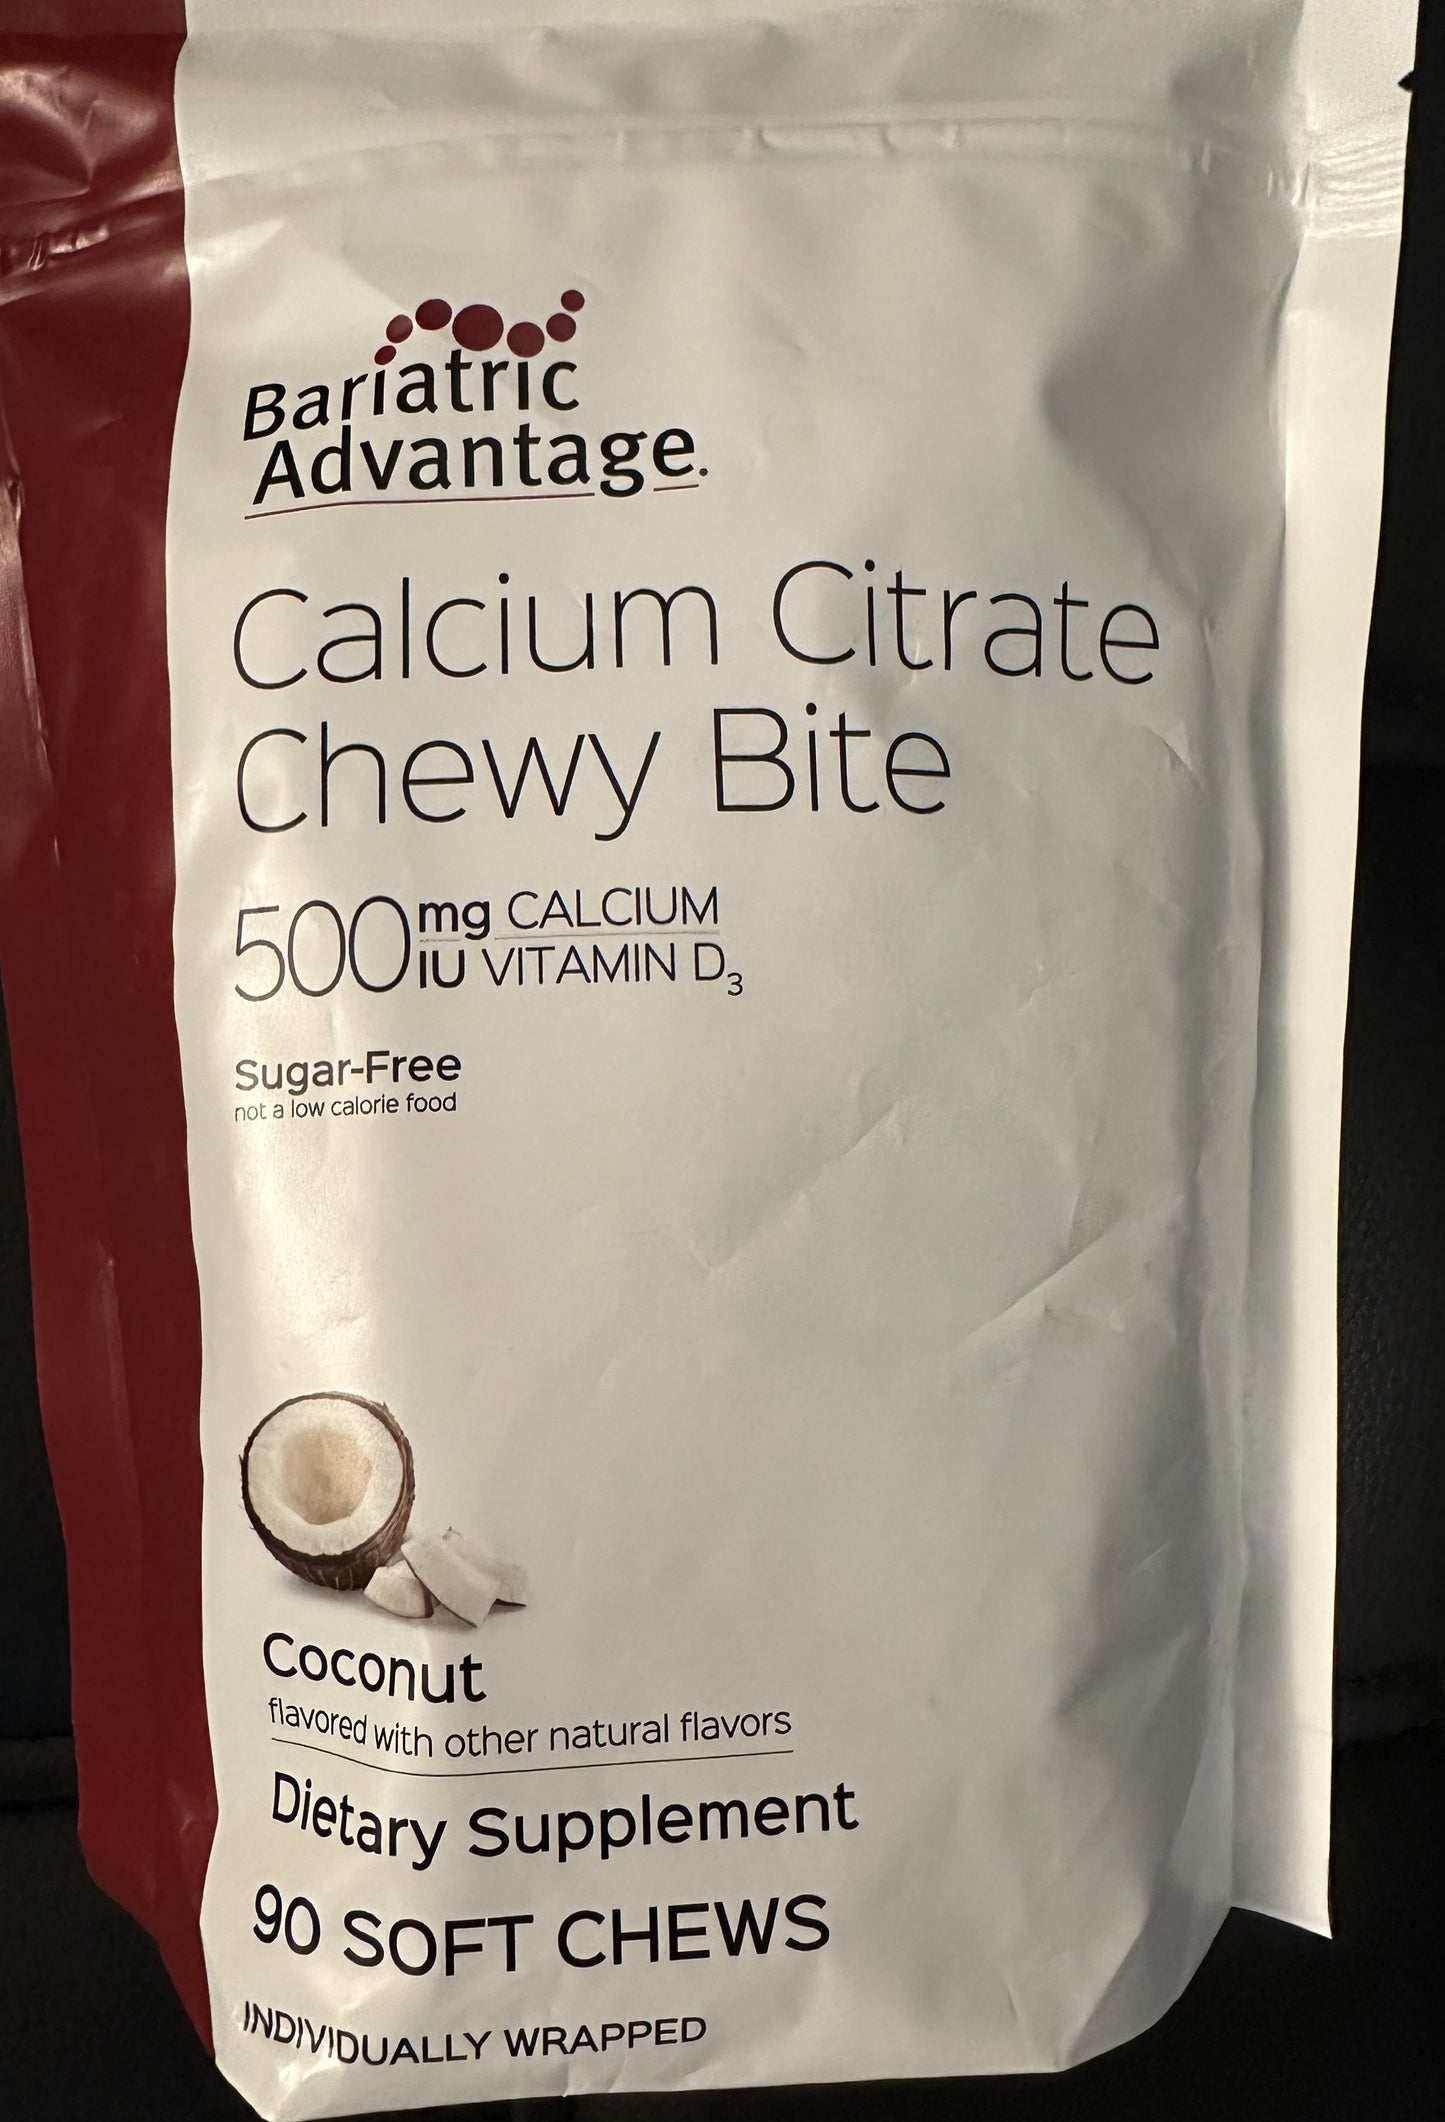 Bariatric
Advantage.
Calcium Citrate
Chewy Bite
500 mg CALCIUM
IU VITAMIN D3
Sugar-Free
not a low calorie food
Coconut
flavored with other natural flavors
Dietary Supplement
90 SOFT CHEWS
INDIVIDUALLY WRAPPED